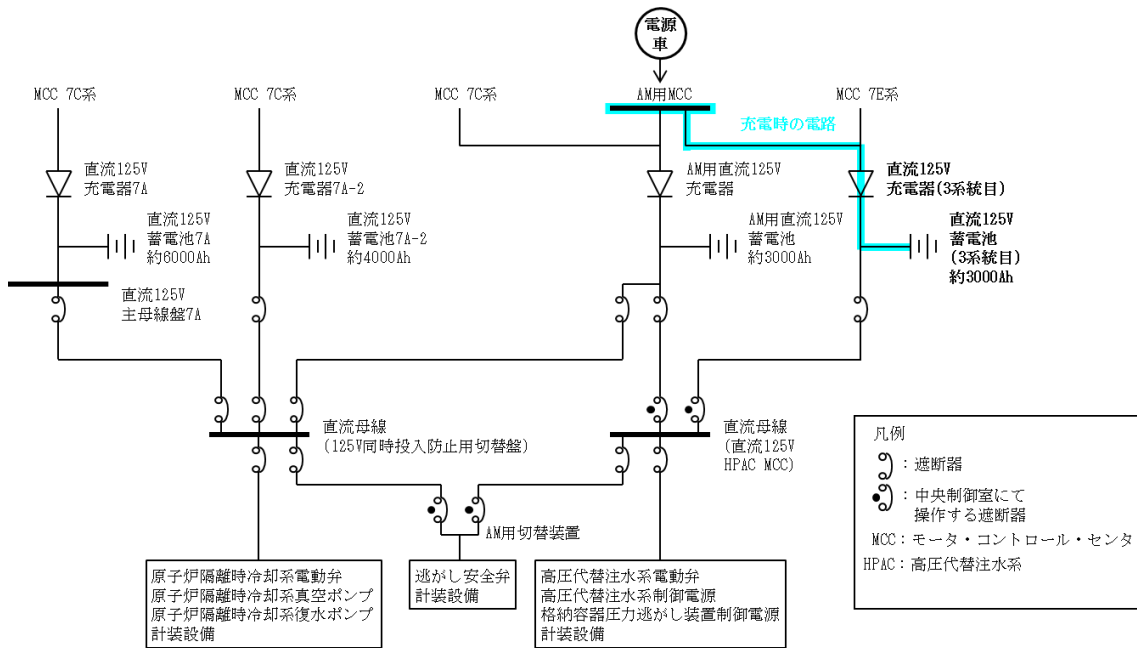 電源
車
MCC 7C系
MCC 7C系
MCC 7C系
AM用MCC
MCC 7E系
充電時の電路
直流125V
充電器7A
直流125V
充電器7A-2
AM用直流125V
充電器
直流125V
充電器(3系統目)
直流125V
蓄電池7A
約6000Ah
直流125V
蓄電池7A-2
約4000Ah
AM用直流125V
蓄電池
約3000Ah
直流125V
蓄電池
(3系統目)
約3000Ah
直流125V
主母線盤7A
直流母線
(125V同時投入防止用切替盤)
直流母線
(直流125V
HPAC MCC)
AM用切替装置
原子炉隔離時冷却系電動弁
原子炉隔離時冷却系真空ポンプ
原子炉隔離時冷却系復水ポンプ
計装設備
逃がし安全弁
計装設備
高圧代替注水系電動弁
高圧代替注水系制御電源
格納容器圧力逃がし装置制御電源
計装設備
凡例
：遮断器
：中央制御室にて
操作する遮断器
MCC：モータ・コントロール・センタ
HPAC：高圧代替注水系